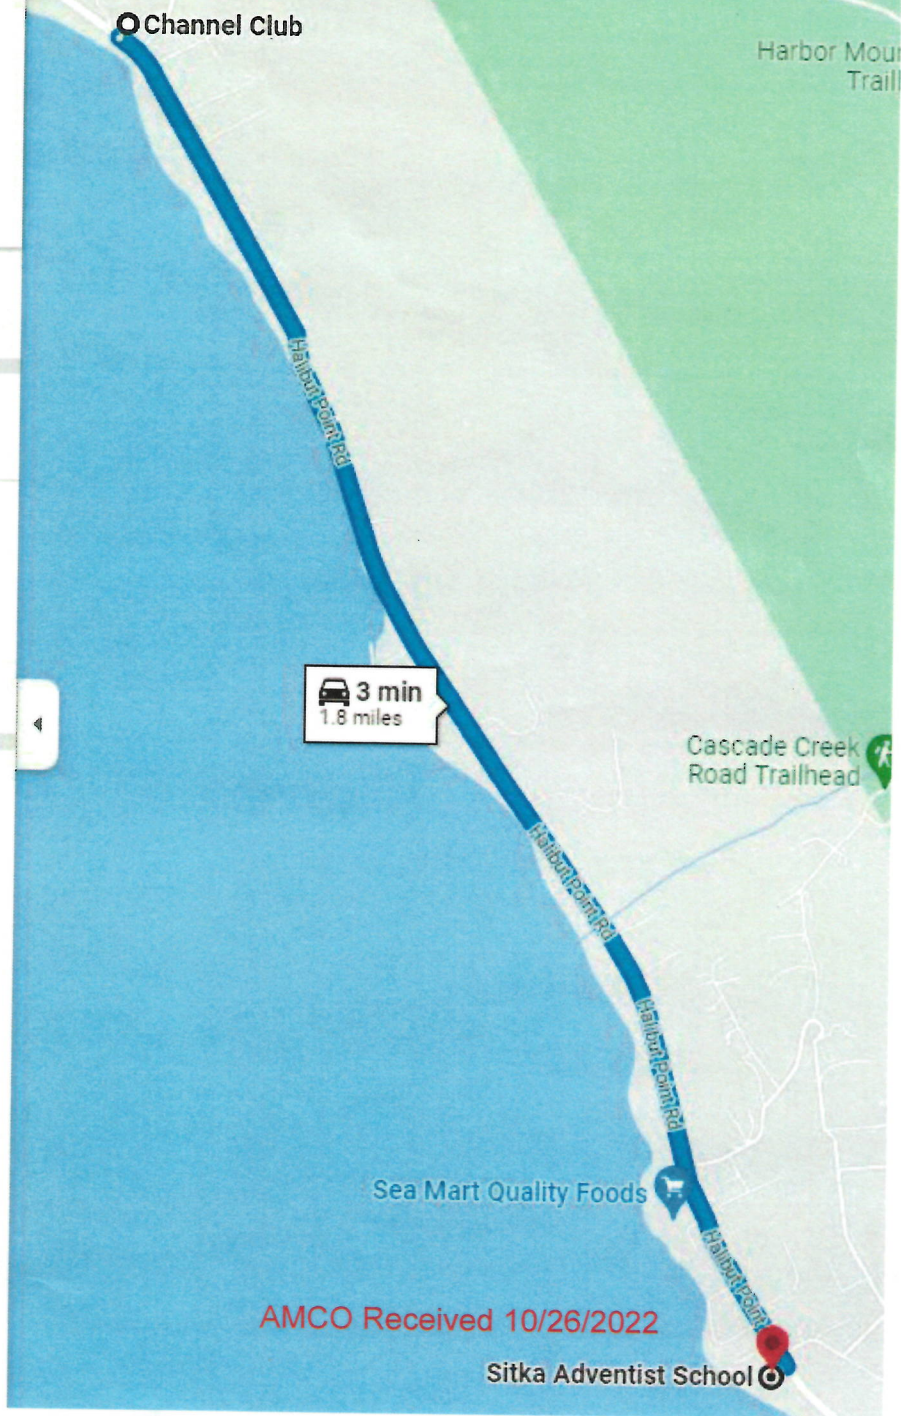 Channel Club
Harbor Moun
Traill
Halibut Point Rd
3 min
1.8 miles
Cascade Creek
Road Trailhead
Halibut Point Rd
Halibut Point Rd
Sea Mart Quality Foods
Halibut Point
AMCO Received 10/26/2022
Sitka Adventist School